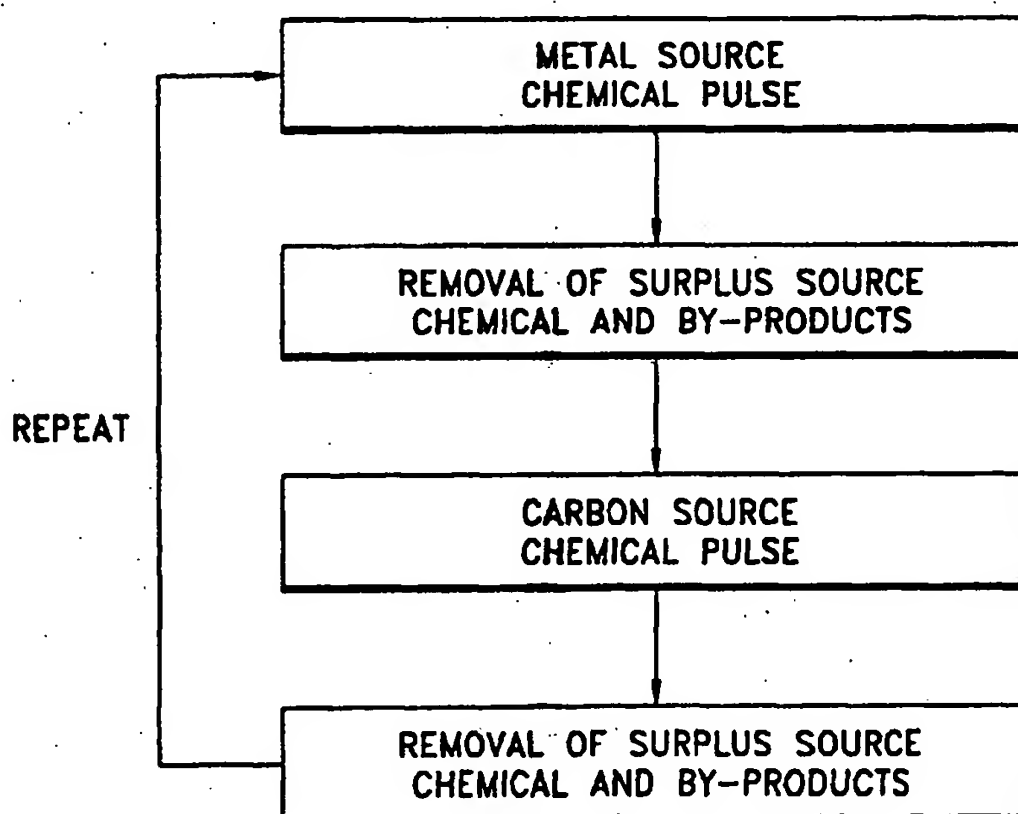 METAL SOURCE
CHEMICAL PULSE
REMOVAL OF SURPLUS SOURCE
CHEMICAL AND BY-PRODUCTS
REPEAT
CARBON SOURCE
CHEMICAL PULSE
REMOVAL OF SURPLUS SOURCE
CHEMICAL AND BY-PRODUCTS